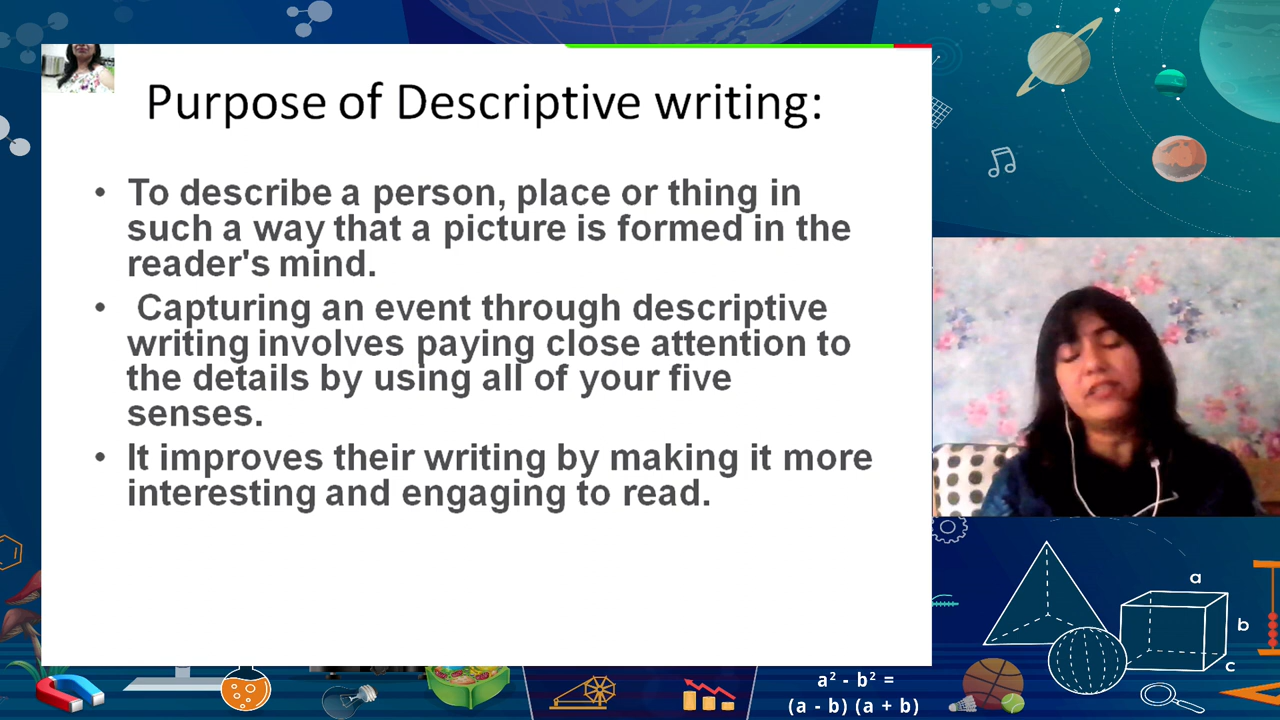 Purpose of Descriptive writing:
• To describe a person, place or thing in
such a way that a picture is formed in the
reader's mind.
• Capturing an event through descriptive
writing involves paying close attention to
the details by using all of your five
senses.
• It improves their writing by making it more
interesting and engaging to read.
a
b
c
a² - b² =
(a - b) (a + b)